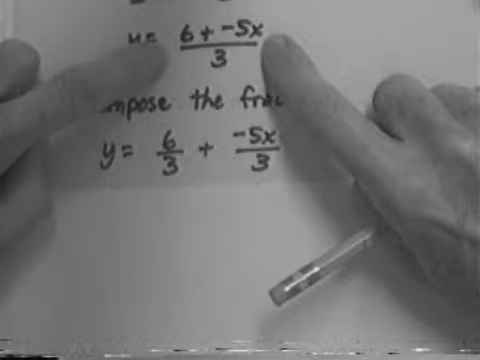 y= 6 + -5x / 3
the
y= 6/3 + -5x/3